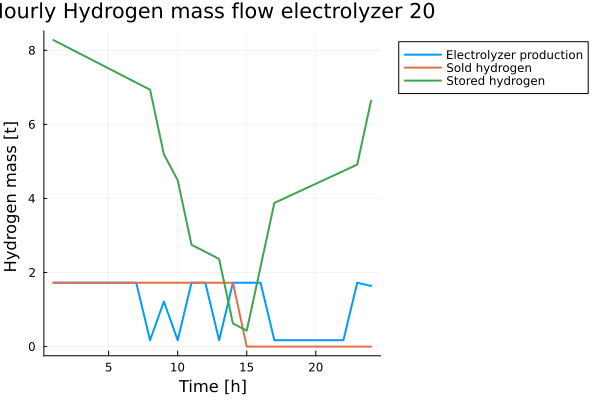 Hourly Hydrogen mass flow electrolyzer 20
Electrolyzer production
Sold hydrogen
Stored hydrogen
Hydrogen mass [t]
8
6
4
2
0
5
10
15
20
Time [h]